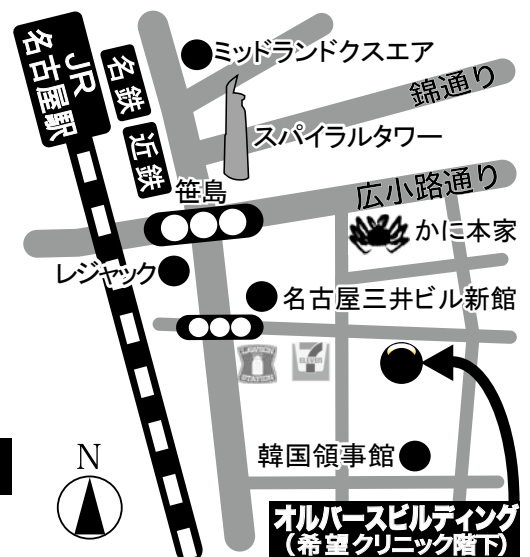 JR
名古屋駅
名鉄
近鉄
ミッドランドクスエア
錦通り
スパイラルタワー
笹島
広小路通り
かに本家
レジャック
名古屋三井ビル新館
LAWSON
STATION
7
ELEVEN
韓国領事館
N
オルバースビルディング
(希望クリニック階下)